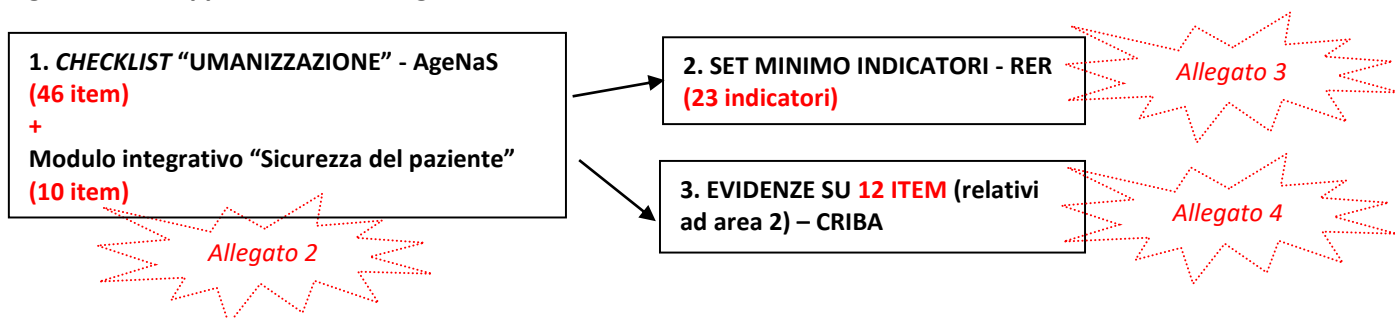 1. CHECKLIST “UMANIZZAZIONE” - AgeNaS
(46 item)
+
Modulo integrativo “Sicurezza del paziente”
(10 item)
Allegato 2
2. SET MINIMO INDICATORI - RER
(23 indicatori)
Allegato 3
3. EVIDENZE SU 12 ITEM (relativi
ad area 2) – CRIBA
Allegato 4